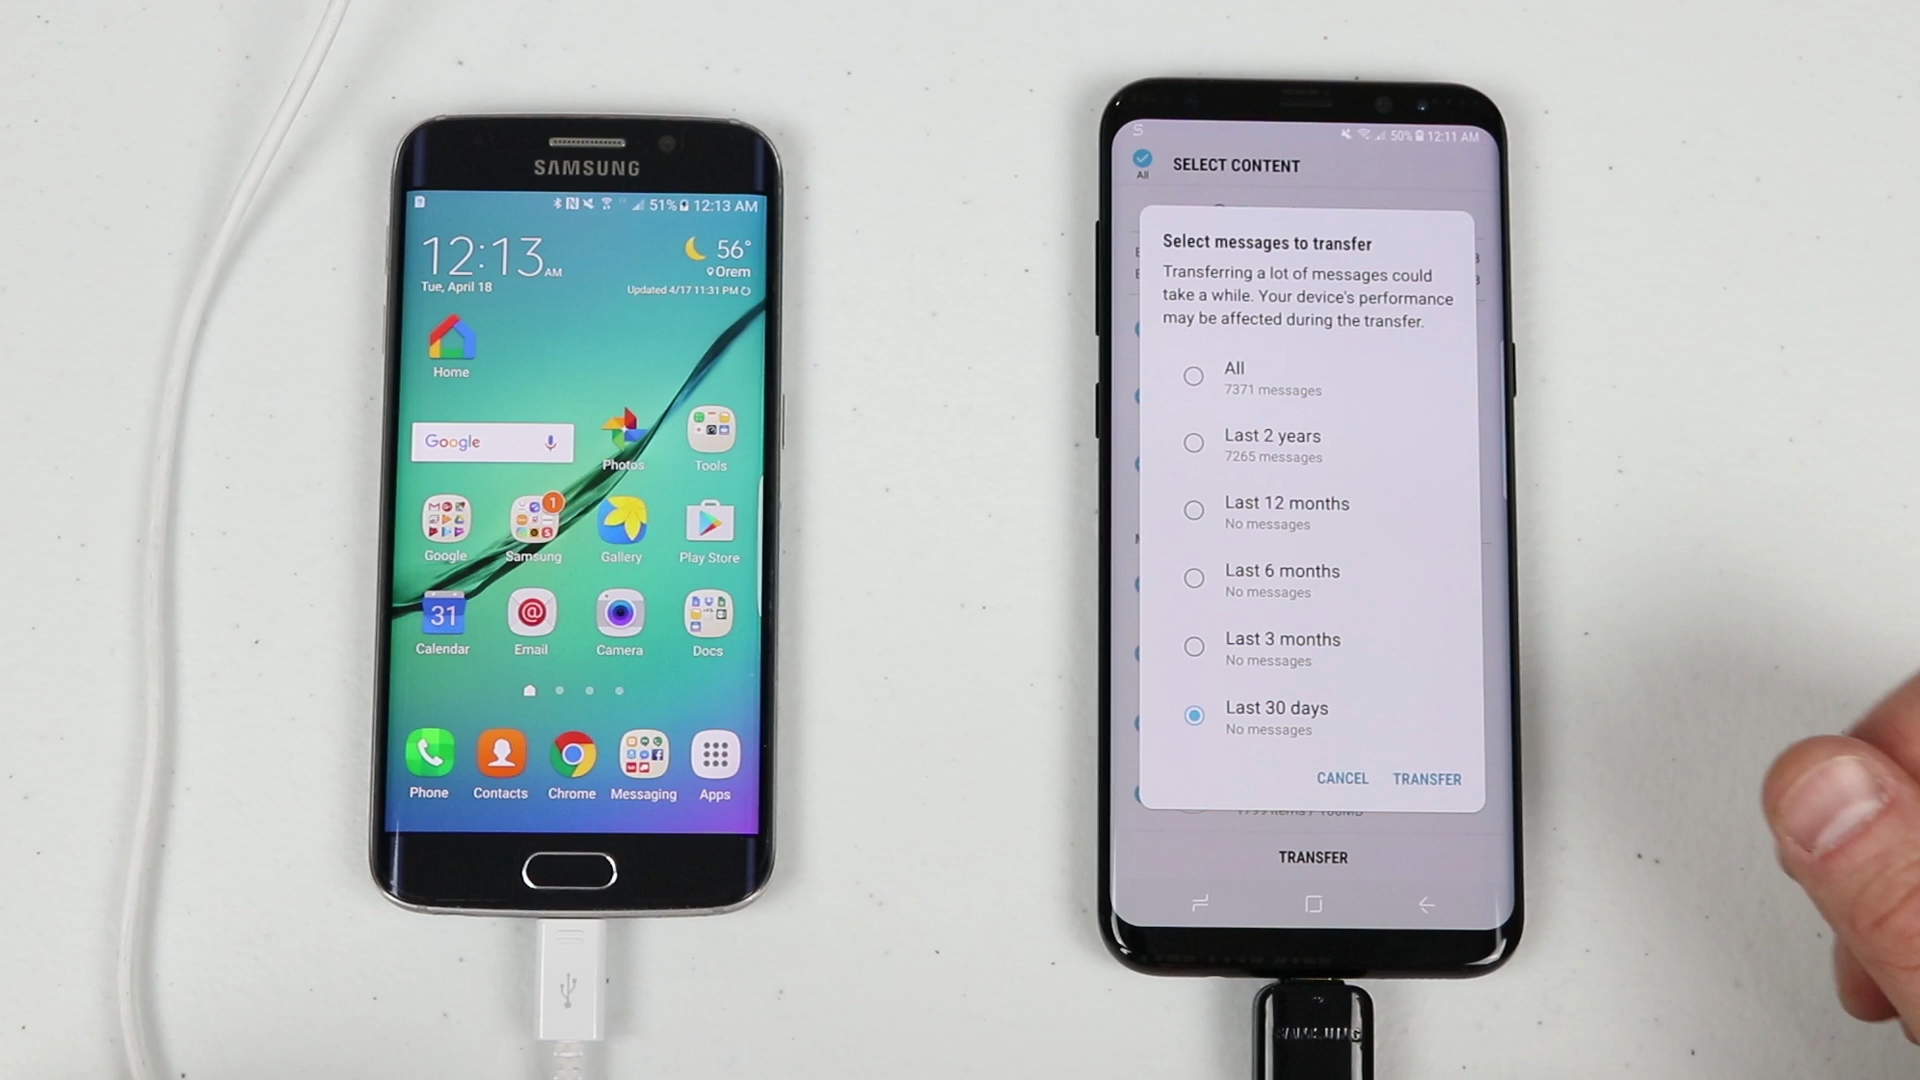 SAMSUNG
51% 12:13 AM
12:13 AM
Tue, April 18
56°
Orem
Updated 4/17 11:31 PM
Home
Google
Photos
Tools
1
Google
Samsung
Gallery
Play Store
31
Calendar
Email
Camera
Docs
Phone
Contacts
Chrome
Messaging
Apps
50% 12:11 AM
All
SELECT CONTENT
Select messages to transfer
Transferring a lot of messages could
take a while. Your device's performance
may be affected during the transfer.
All
7371 messages
Last 2 years
7265 messages
Last 12 months
No messages
Last 6 months
No messages
Last 3 months
No messages
Last 30 days
No messages
CANCEL TRANSFER
TRANSFER
SAMSUNG